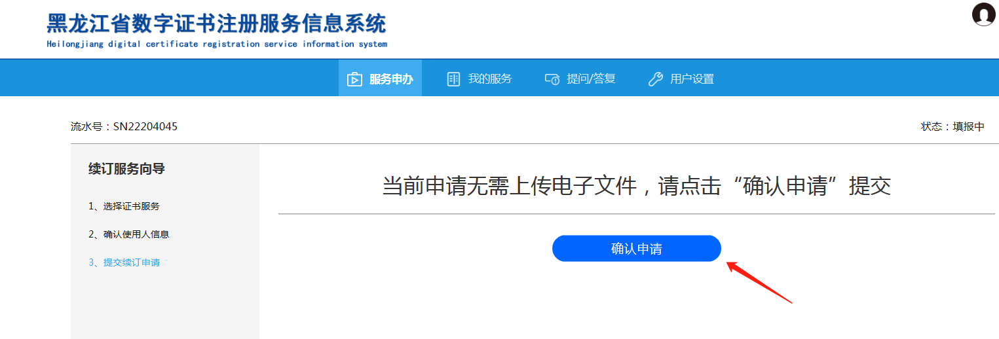 黑龙江省数字证书注册服务信息系统
Heilongjiang digital certificate registration service information system
服务申办 我的服务 提问/答复 用户设置
流水号：SN22204045 状态：填报中
续订服务向导
当前申请无需上传电子文件，请点击“确认申请”提交
1、选择证书服务
2、确认使用人信息
确认申请
3、提交续订申请